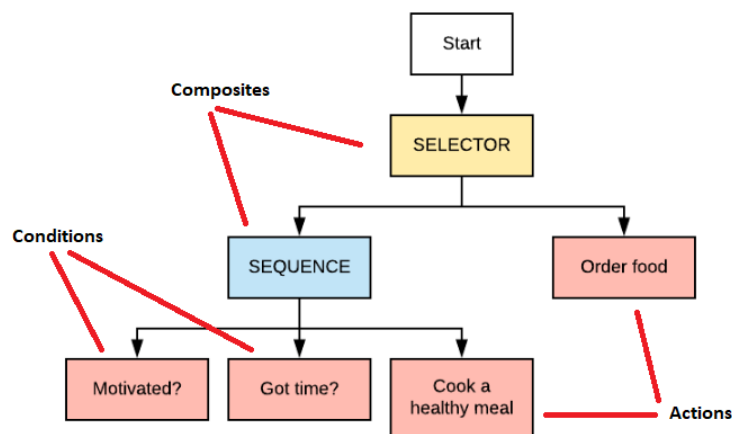 Start
Composites
SELECTOR
Conditions
SEQUENCE
Order food
Motivated?
Got time?
Cook a
healthy meal
Actions